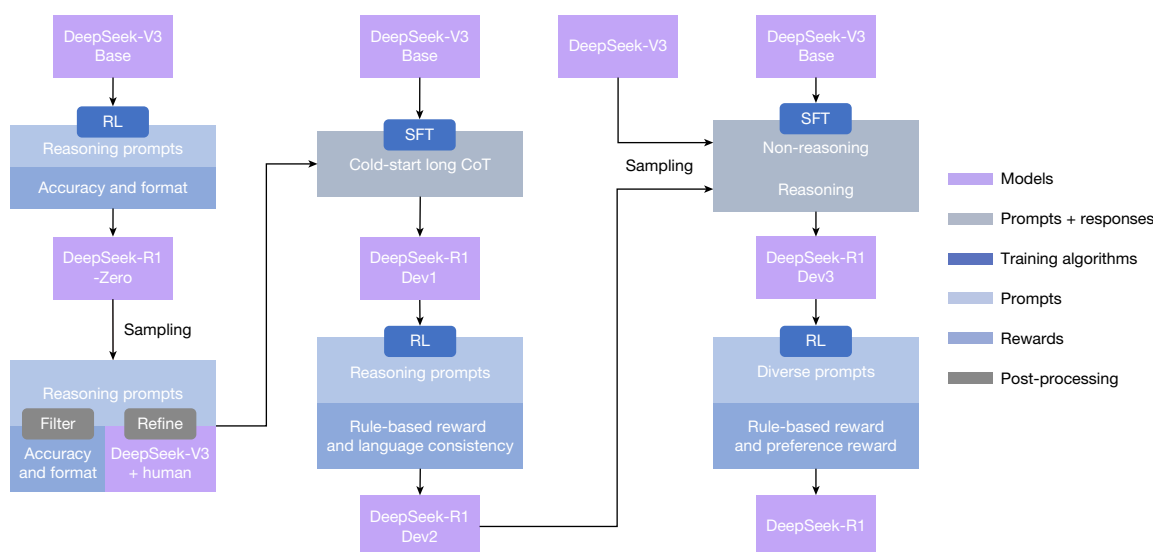 DeepSeek-V3
Base
RL
Reasoning prompts
Accuracy and format
DeepSeek-R1
-Zero
Sampling
Reasoning prompts
Filter
Refine
Accuracy
and format
DeepSeek-V3
+ human
DeepSeek-V3
Base
SFT
Cold-start long CoT
DeepSeek-R1
Dev1
RL
Reasoning prompts
Rule-based reward
and language consistency
DeepSeek-R1
Dev2
DeepSeek-V3
Sampling
DeepSeek-V3
Base
SFT
Non-reasoning
Reasoning
DeepSeek-R1
Dev3
RL
Diverse prompts
Rule-based reward
and preference reward
DeepSeek-R1
Models
Prompts + responses
Training algorithms
Prompts
Rewards
Post-processing